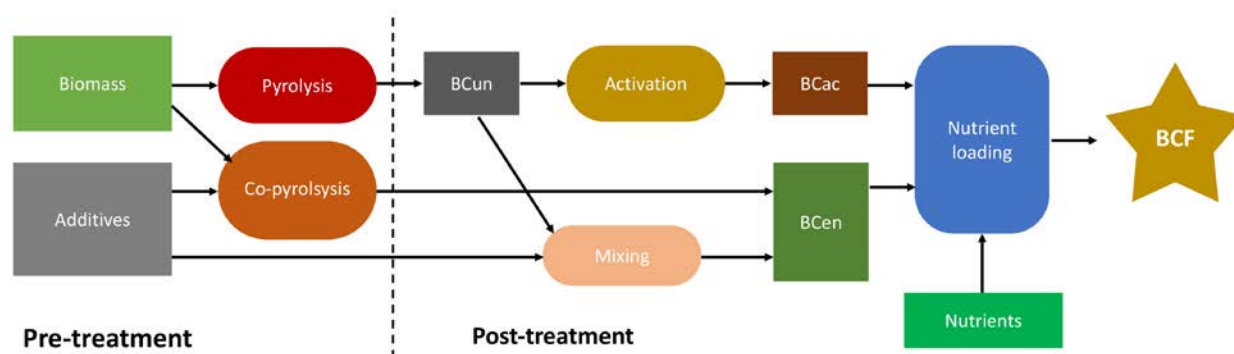 Biomass
Pyrolysis
BCun
Activation
BCac
Nutrient
loading
BCF
Additives
Co-pyrolsysis
Mixing
BCen
Nutrients
Pre-treatment
Post-treatment